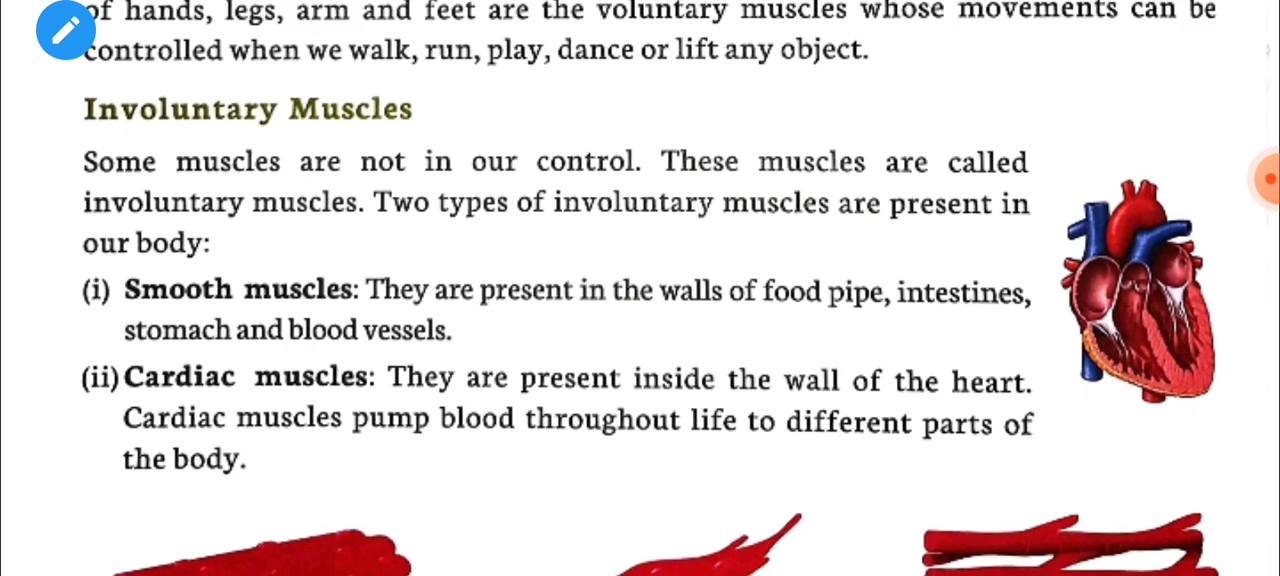 of hands, legs, arm and feet are the voluntary muscles whose movements can be
controlled when we walk, run, play, dance or lift any object.
Involuntary Muscles
Some muscles are not in our control. These muscles are called
involuntary muscles. Two types of involuntary muscles are present in
our body:
(i) Smooth muscles: They are present in the walls of food pipe, intestines,
stomach and blood vessels.
(ii) Cardiac muscles: They are present inside the wall of the heart.
Cardiac muscles pump blood throughout life to different parts of
the body.